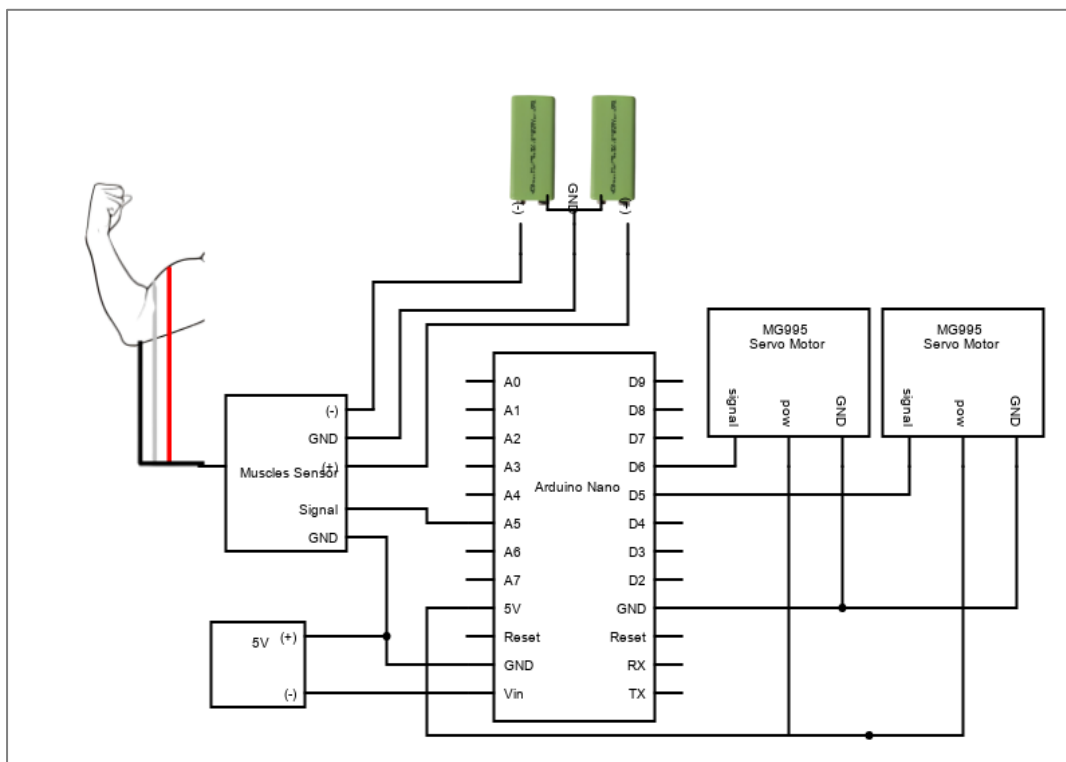 GND
(-)
(-)
MG995
Servo Motor
signal
pow
GND
MG995
Servo Motor
signal
pow
GND
(-)
GND
(+)
Muscles Sensor
Signal
GND
A0
A1
A2
A3
A4
A5
A6
A7
5V
Reset
GND
Vin
Arduino Nano
D9
D8
D7
D6
D5
D4
D3
D2
GND
Reset
RX
TX
5V
(+)
(-)